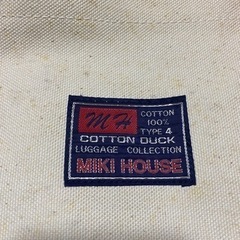 MH
COTTON
100%
TYPE 4
COTTON DUCK
LUGGAGE COLLECTION
MIKI HOUSE